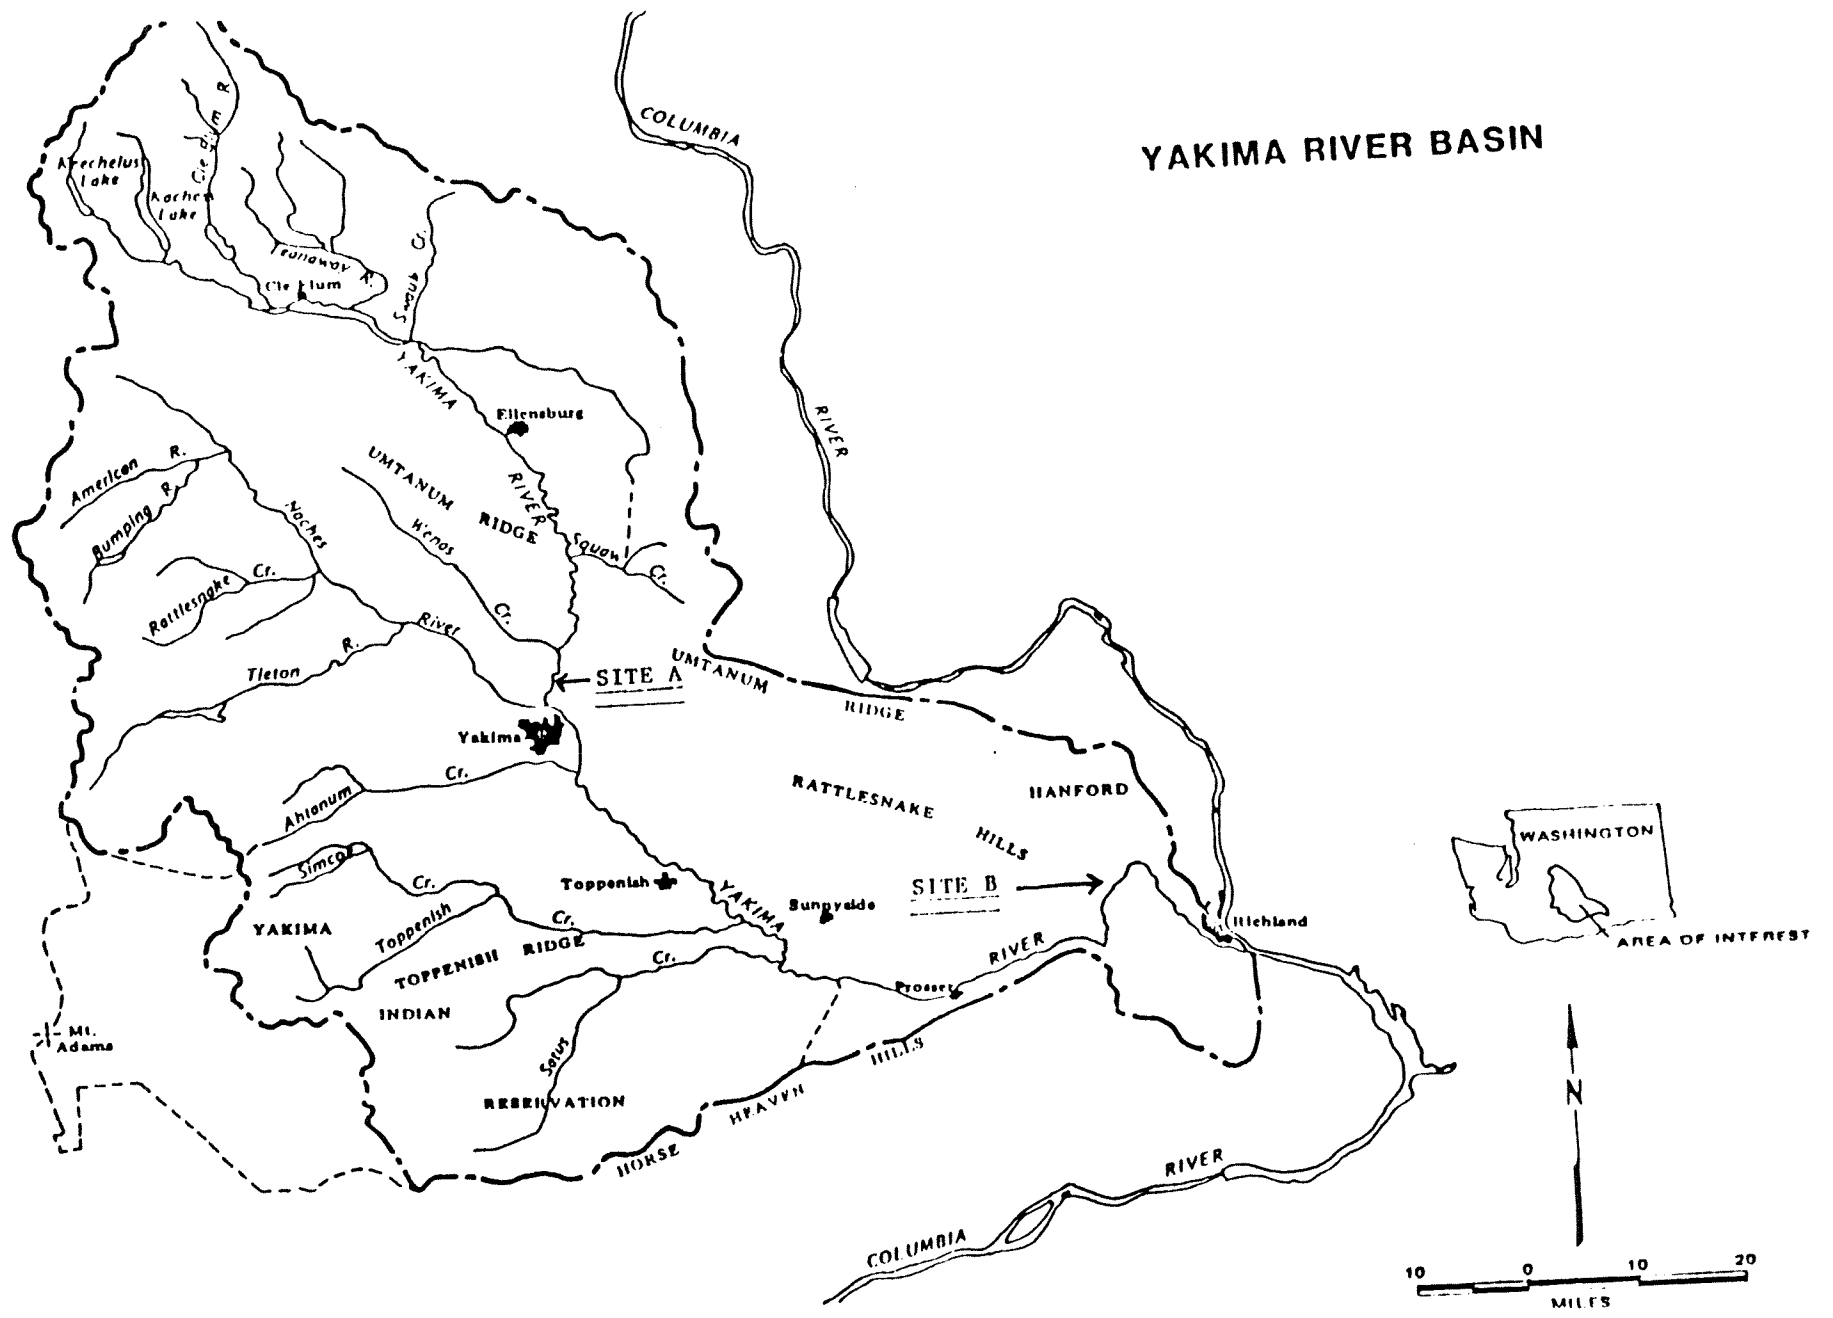 YAKIMA RIVER BASIN
COLUMBIA
RIVER
Keechelus
Lake
Kachess
Lake
Cle Elum R
Teanaway R.
Cle Elum
Swauk Cr.
YAKIMA
RIVER
Ellensburg
UMTANUM
RIDGE
American R.
Bumping R.
Naches
River
Wenas
Cr.
Squaw
Cr.
Rattlesnake Cr.
Tieton R.
SITE A
UMTANUM
RIDGE
Yakima
Ahtanum
Cr.
RATTLESNAKE
HILLS
HANFORD
WASHINGTON
AREA OF INTEREST
Simcoe
Cr.
Toppenish
YAKIMA
SITE B
Sunnyside
Richland
YAKIMA
Toppenish
Cr.
TOPPENISH RIDGE
Cr.
RIVER
Prosser
INDIAN
Mt.
Adams
Satus
RESERVATION
HORSE
HEAVEN
HILLS
RIVER
COLUMBIA
N
10 0 10 20
MILES